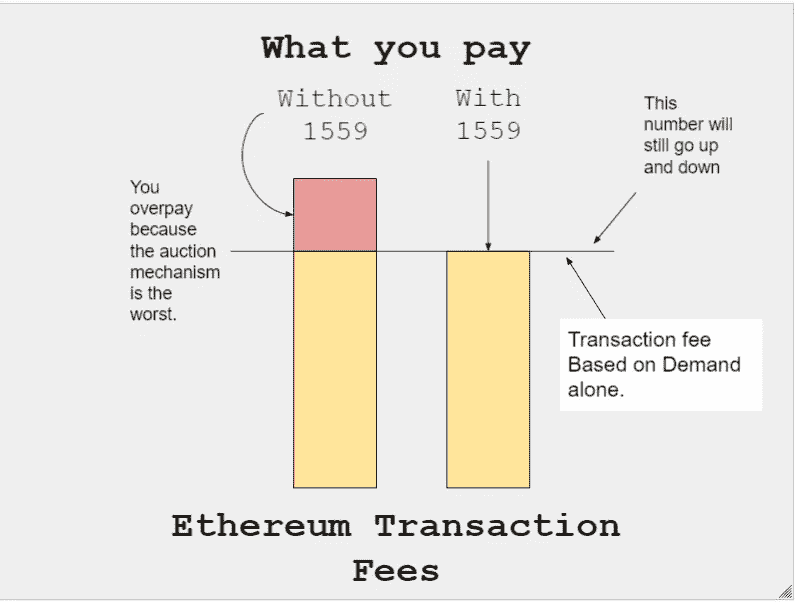 What you pay
Without
1559
With
1559
This
number will
still go up
and down
You
overpay
because
the auction
mechanism
is the
worst.
Transaction fee
Based on Demand
alone.
Ethereum Transaction
Fees